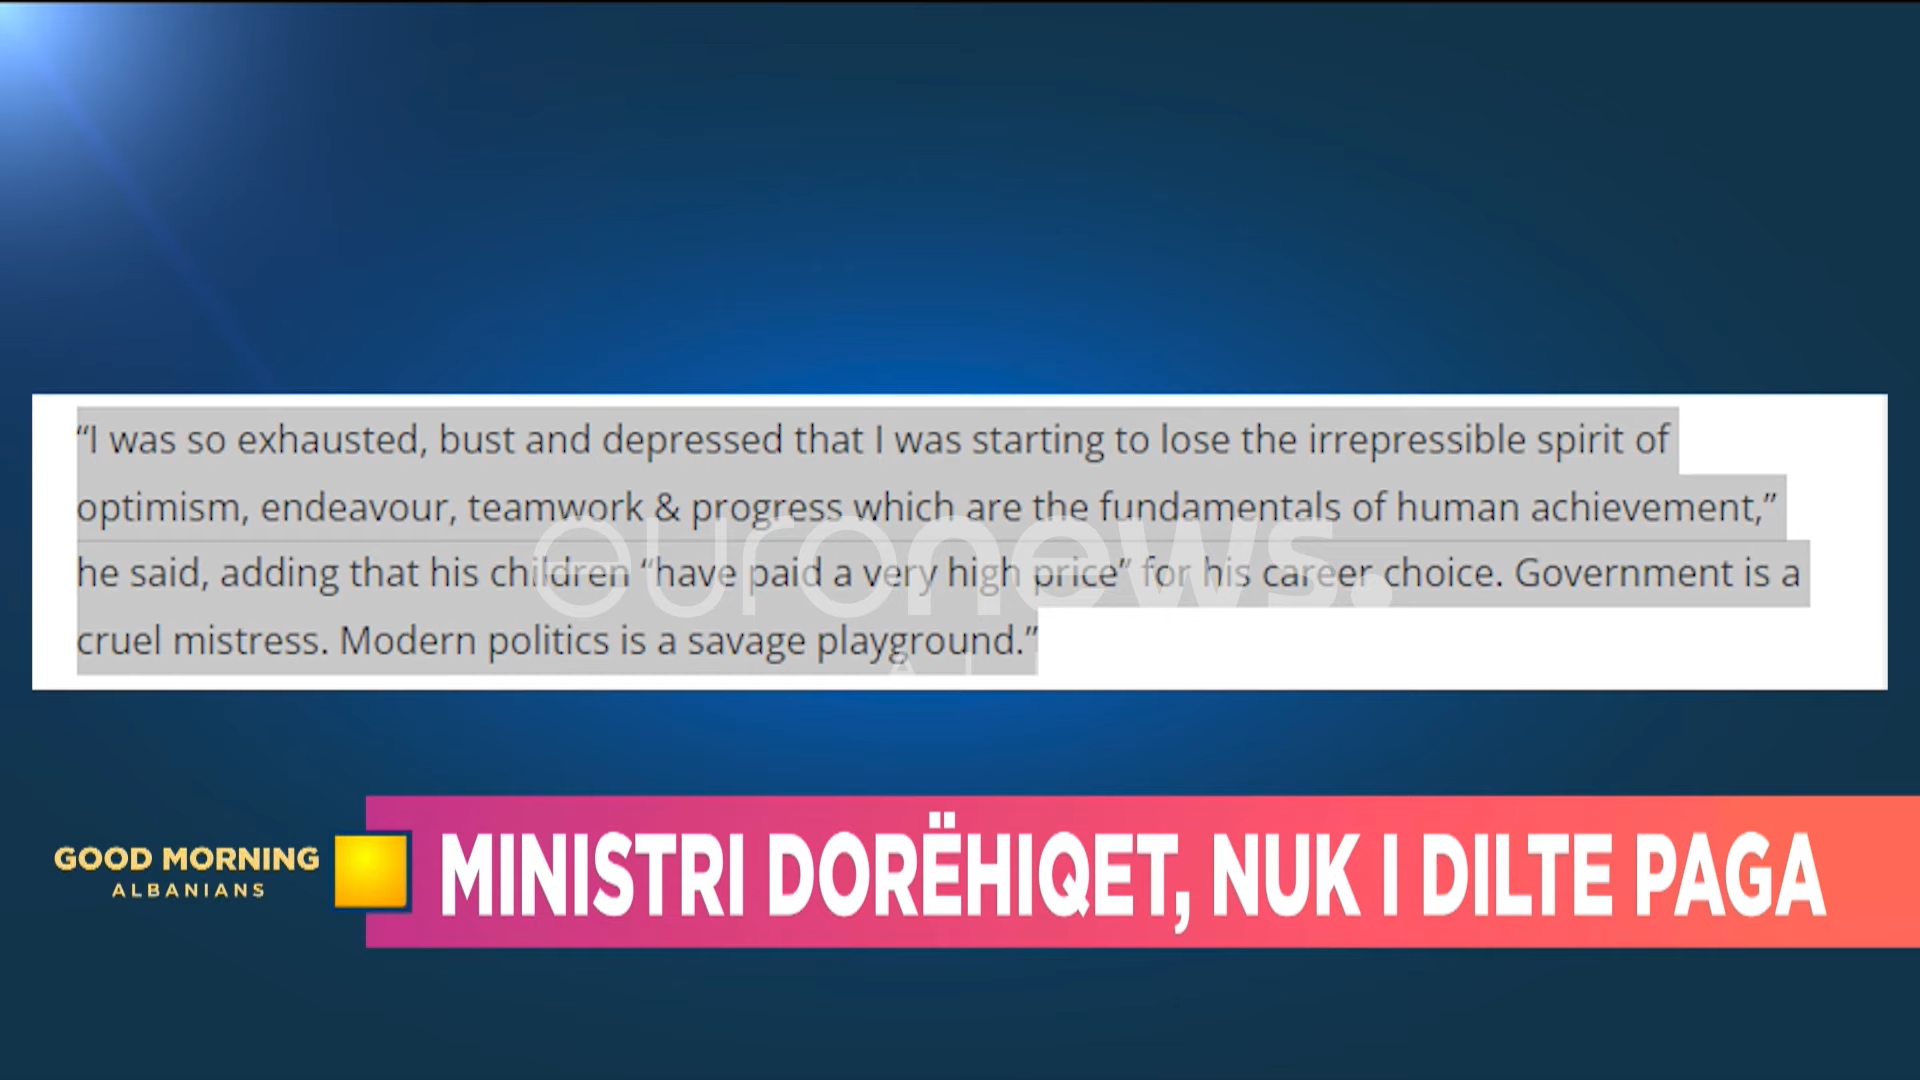 “I was so exhausted, bust and depressed that I was starting to lose the irrepressible spirit of
optimism, endeavour, teamwork & progress which are the fundamentals of human achievement,”
he said, adding that his children “have paid a very high price” for his career choice. Government is a
cruel mistress. Modern politics is a savage playground.”
euronews.
AL
GOOD MORNING
ALBANIANS
MINISTRI DORËHIQET, NUK I DILTE PAGA